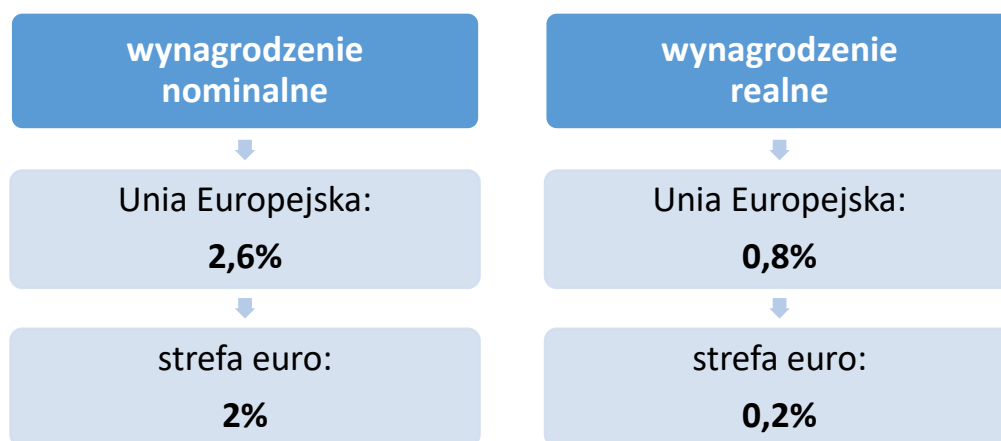 wynagrodzenie
nominalne
Unia Europejska:
2,6%
strefa euro:
2%
wynagrodzenie
realne
Unia Europejska:
0,8%
strefa euro:
0,2%